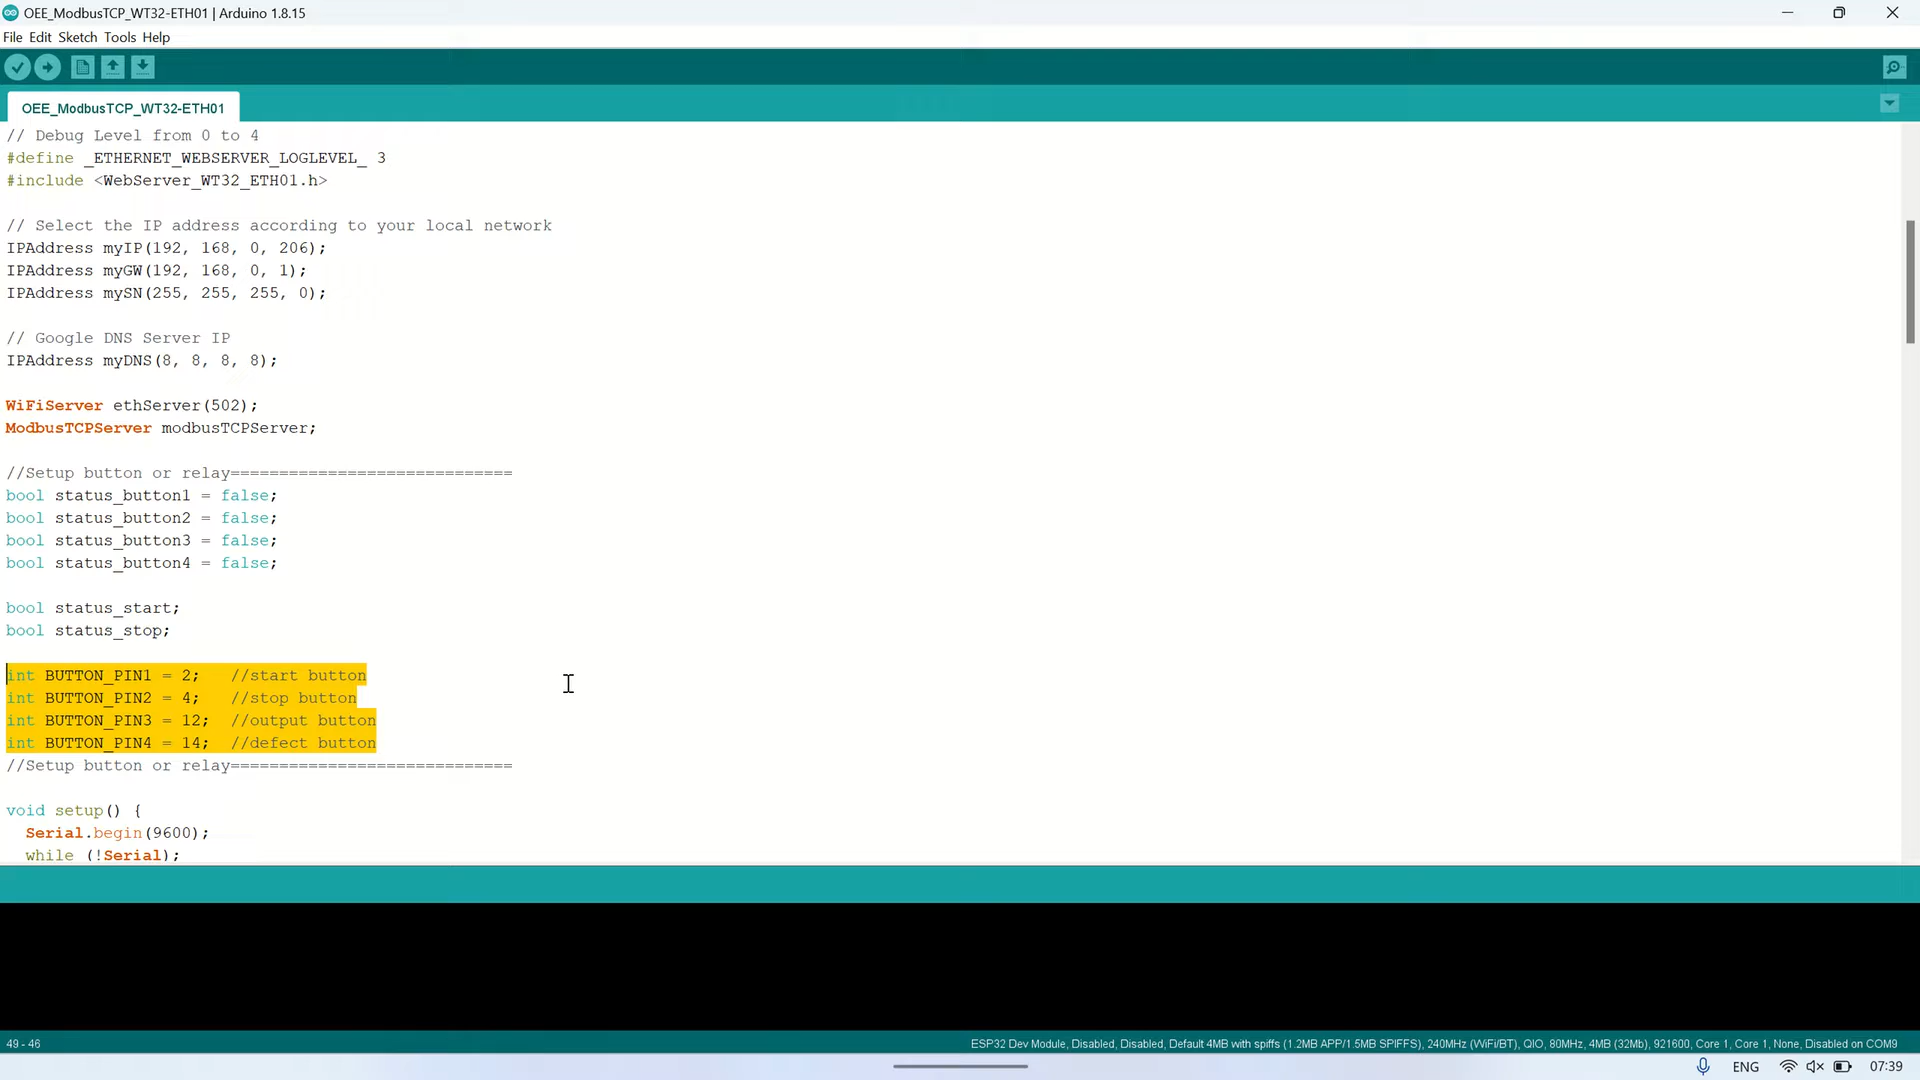 OEE_ModbusTCP_WT32-ETH01 | Arduino 1.8.15
File Edit Sketch Tools Help
OEE_ModbusTCP_WT32-ETH01
// Debug Level from 0 to 4
#define _ETHERNET_WEBSERVER_LOGLEVEL_ 3
#include <WebServer_WT32_ETH01.h>
// Select the IP address according to your local network
IPAddress myIP(192, 168, 0, 206);
IPAddress myGW(192, 168, 0, 1);
IPAddress mySN(255, 255, 255, 0);
// Google DNS Server IP
IPAddress myDNS(8, 8, 8, 8);
WiFiServer ethServer(502);
ModbusTCPServer modbusTCPServer;
//Setup button or relay=============================
bool status_button1 = false;
bool status_button2 = false;
bool status_button3 = false;
bool status_button4 = false;
bool status_start;
bool status_stop;
int BUTTON_PIN1 = 2;   //start button
int BUTTON_PIN2 = 4;   //stop button
int BUTTON_PIN3 = 12;  //output button
int BUTTON_PIN4 = 14;  //defect button
//Setup button or relay=============================
void setup() {
  Serial.begin(9600);
  while (!Serial);
49 - 46
ESP32 Dev Module, Disabled, Disabled, Default 4MB with spiffs (1.2MB APP/1.5MB SPIFFS), 240MHz (WiFi/BT), QIO, 80MHz, 4MB (32Mb), 921600, Core 1, Core 1, None, Disabled on COM9
ENG
07:39